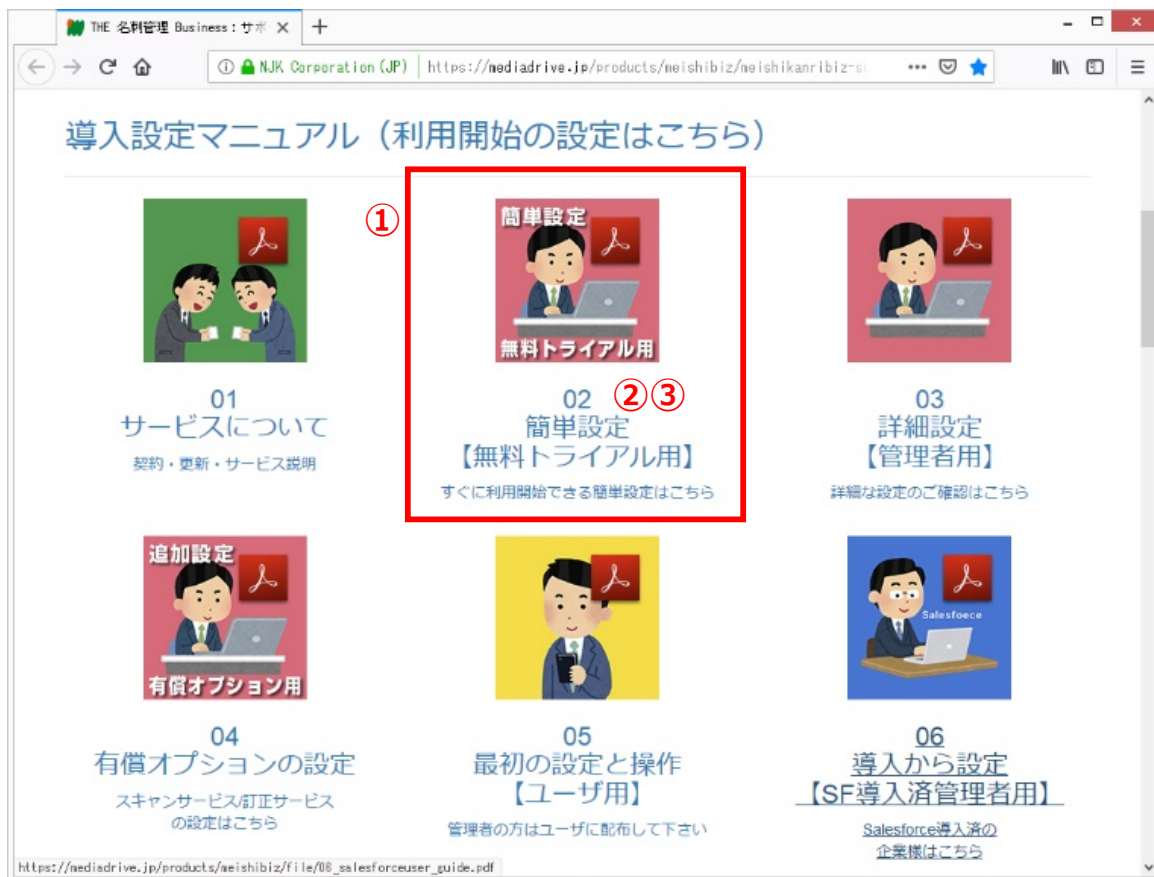 THE 名刺管理 Business：サポ
NJK Corporation (JP)
https://mediadrive.jp/products/meishibiz/meishikanribiz-su
導入設定マニュアル（利用開始の設定はこちら）
①
簡単設定
無料トライアル用
01
サービスについて
契約・更新・サービス説明
02 ②③
簡単設定
【無料トライアル用】
すぐに利用開始できる簡単設定はこちら
03
詳細設定
【管理者用】
詳細な設定のご確認はこちら
追加設定
有償オプション用
Salesfoece
04
有償オプションの設定
スキャンサービス/訂正サービス
の設定はこちら
05
最初の設定と操作
【ユーザ用】
管理者の方はユーザに配布して下さい
06
導入から設定
【SF導入済管理者用】
Salesforce導入済の
企業様はこちら
https://mediadrive.jp/products/meishibiz/file/06_salesforceuser_guide.pdf